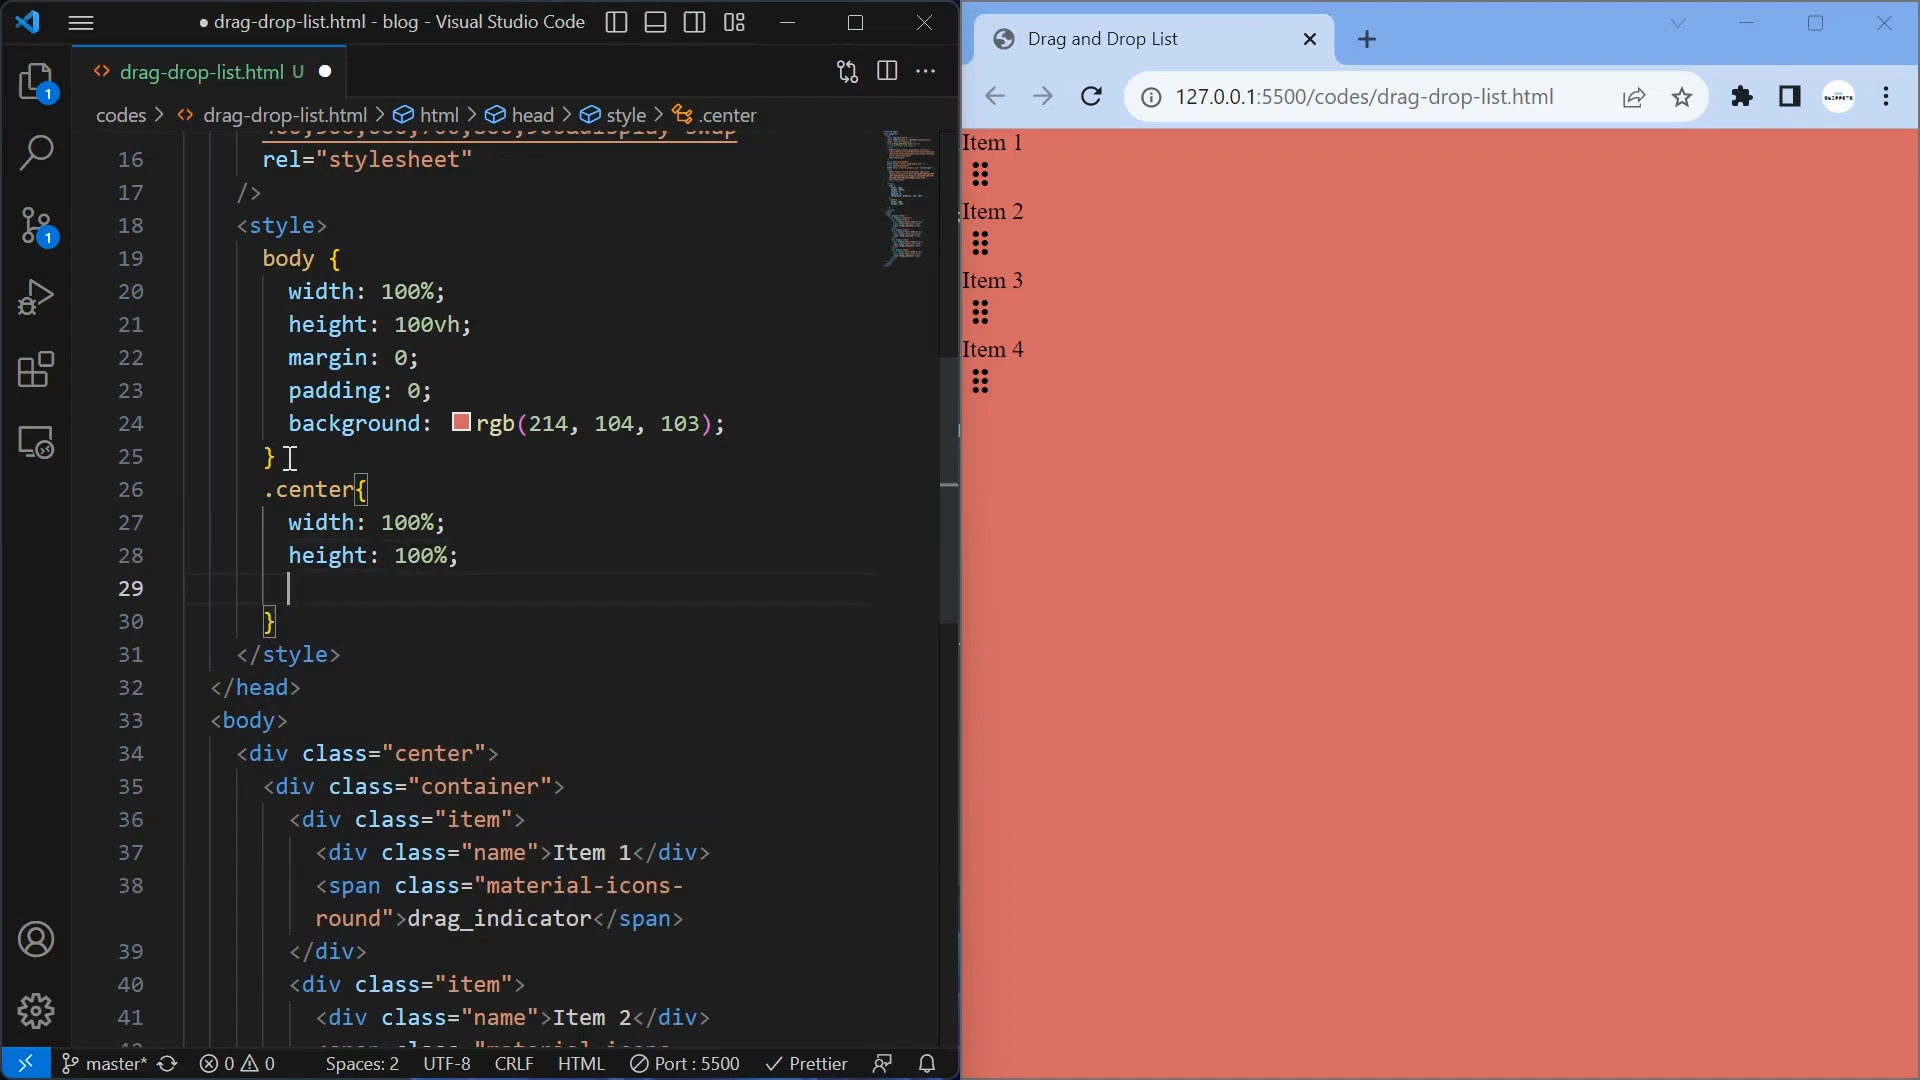 drag-drop-list.html - blog - Visual Studio Code
drag-drop-list.html U
codes > drag-drop-list.html > html > head > style > .center
16 rel="stylesheet"
17 />
18 <style>
19 body {
20 width: 100%;
21 height: 100vh;
22 margin: 0;
23 padding: 0;
24 background: rgb(214, 104, 103);
25 }
26 .center{
27 width: 100%;
28 height: 100%;
29
30 }
31 </style>
32 </head>
33 <body>
34 <div class="center">
35 <div class="container">
36 <div class="item">
37 <div class="name">Item 1</div>
38 <span class="material-icons-
round">drag_indicator</span>
39 </div>
40 <div class="item">
41 <div class="name">Item 2</div>
1
1
master* 0 0 Spaces: 2 UTF-8 CRLF HTML Port : 5500 Prettier
Drag and Drop List
127.0.0.1:5500/codes/drag-drop-list.html
Item 1
Item 2
Item 3
Item 4